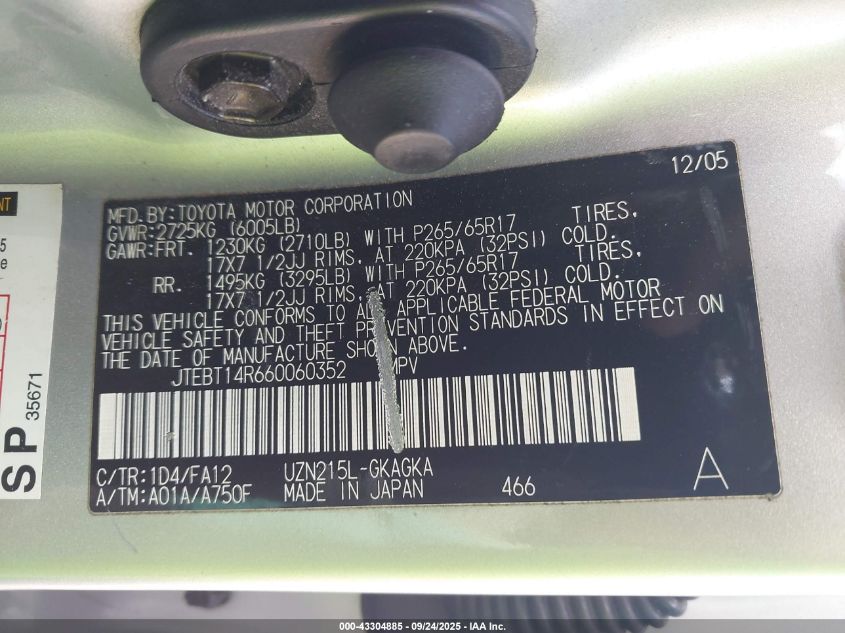 12/05
MFD.BY:TOYOTA MOTOR CORPORATION
GVWR:2725KG (6005LB)
GAWR:FRT. 1230KG (2710LB) WITH P265/65R17 TIRES,
17X7 1/2JJ RIMS, AT 220KPA (32PSI) COLD.
RR. 1495KG (3295LB) WITH P265/65R17 TIRES,
17X7 1/2JJ RIMS, AT 220KPA (32PSI) COLD.
THIS VEHICLE CONFORMS TO ALL APPLICABLE FEDERAL MOTOR
VEHICLE SAFETY AND THEFT PREVENTION STANDARDS IN EFFECT ON
THE DATE OF MANUFACTURE SHOWN ABOVE.
JTEBT14R660060352 MPV
C/TR:1D4/FA12 UZN215L-GKAGKA
A/TM:A01A/A750F MADE IN JAPAN 466
A
NT
5
e
SP
35671
000-43304885 - 09/24/2025 - IAA Inc.